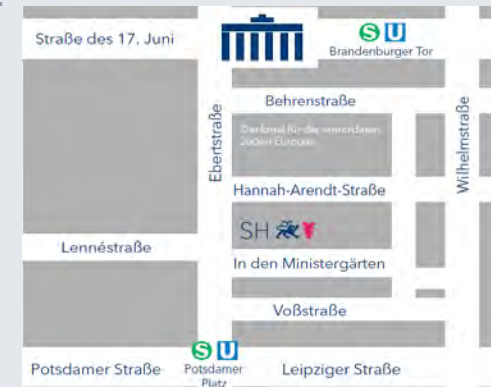 Straße des 17. Juni
S U
Brandenburger Tor
Behrenstraße
Ebertstraße
Wilhelmstraße
Denkmal für die ermordeten
Juden Europas
Hannah-Arendt-Straße
SH
Lennéstraße
In den Ministergärten
Voßstraße
S U
Potsdamer Straße
Potsdamer
Platz
Leipziger Straße